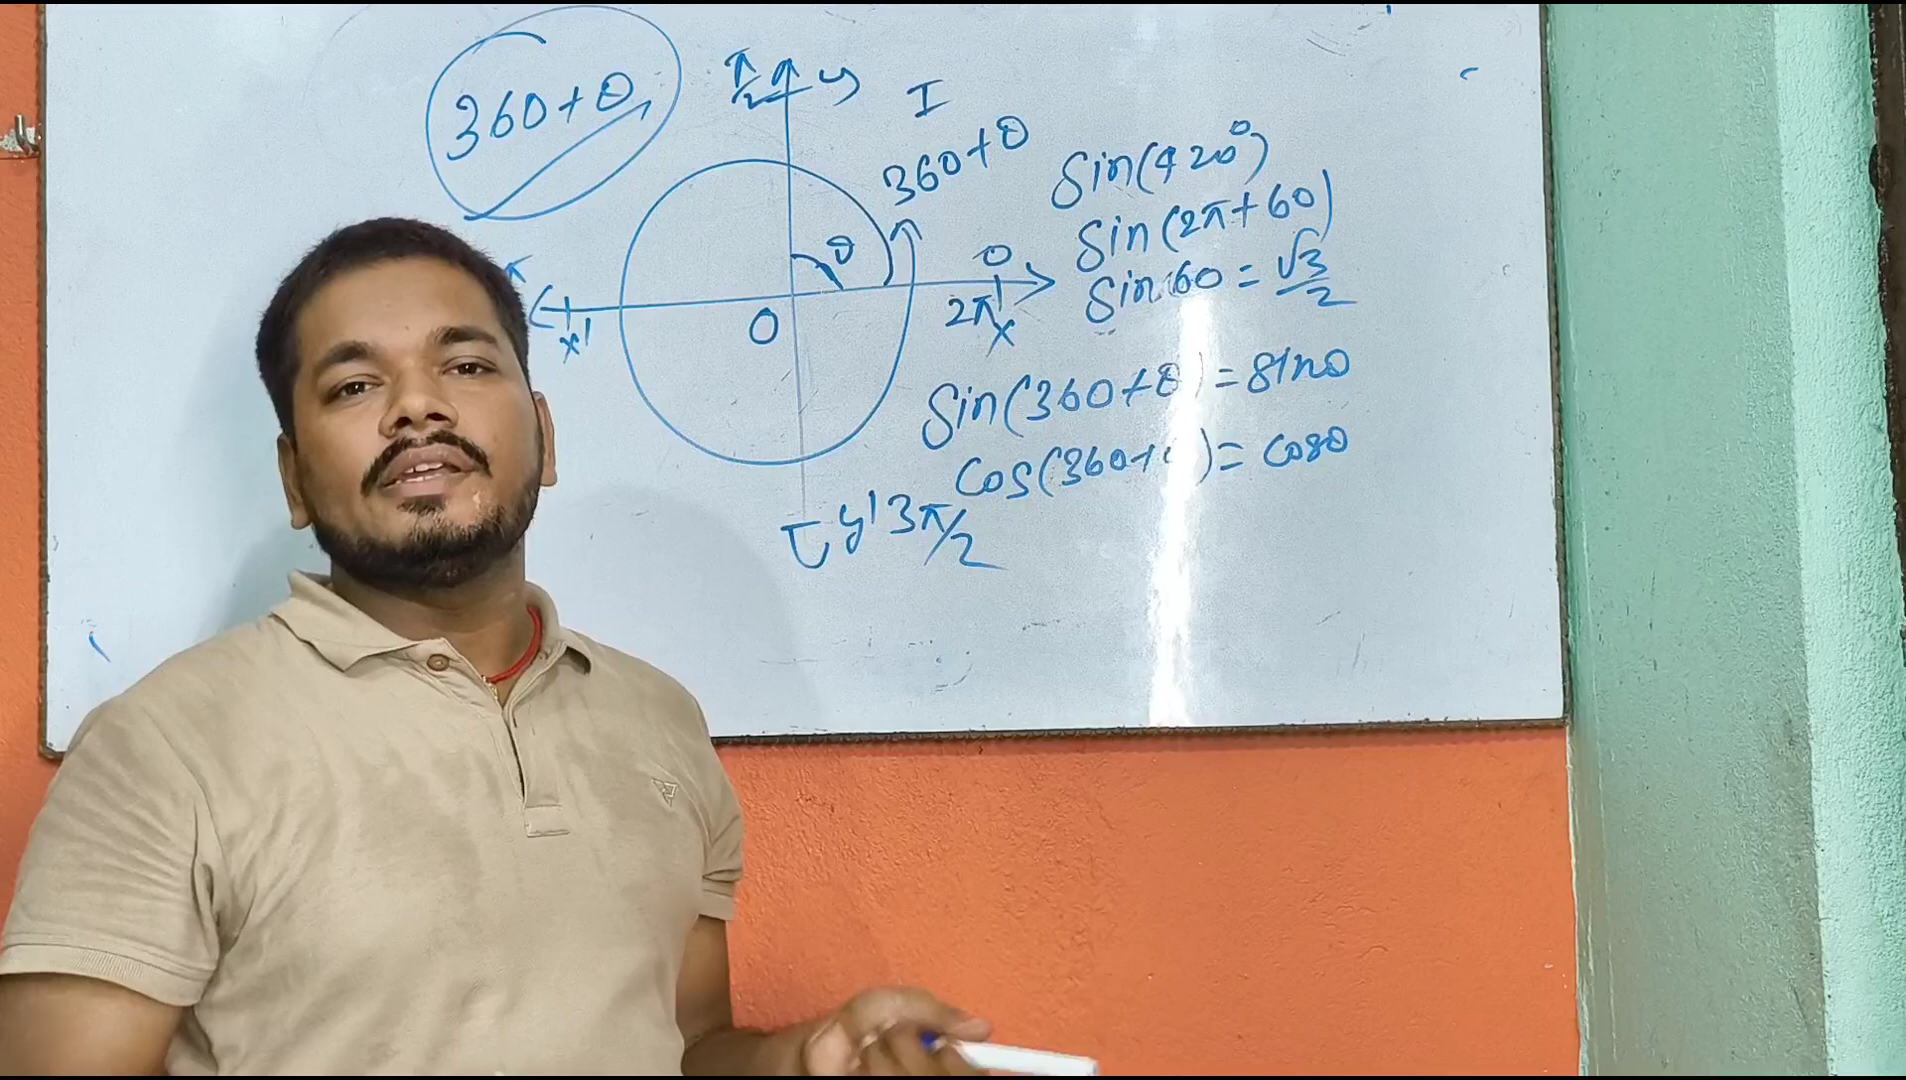 360+θ
π/2 y
I
360+θ
θ
π
x'
O
0
2π
x
y' 3π/2
Sin(420°)
Sin(2π+60)
Sin 60 = √3/2
Sin(360+θ) = sinθ
Cos(360+ ) = cosθ